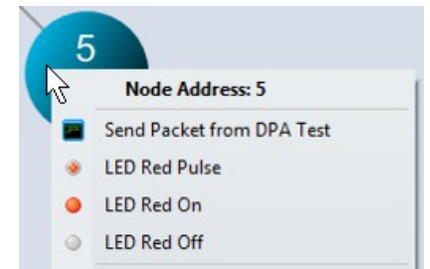 5
Node Address: 5
Send Packet from DPA Test
LED Red Pulse
LED Red On
LED Red Off